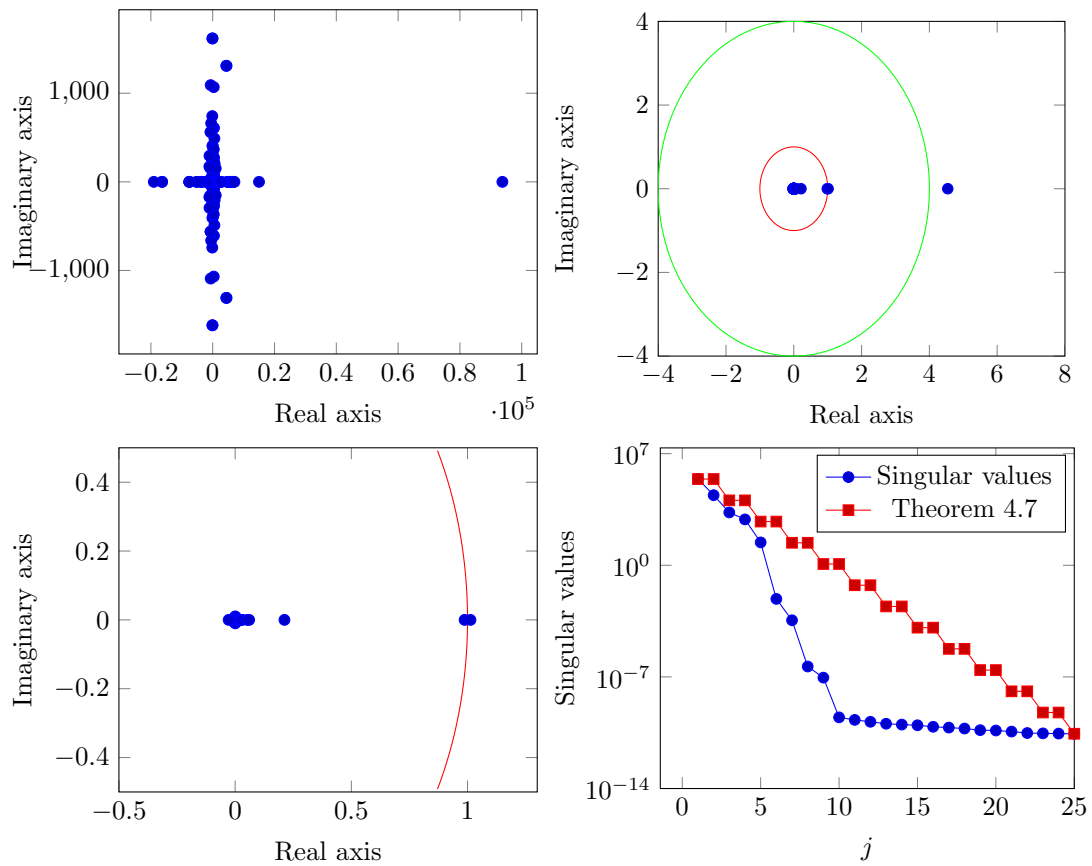 1,000
0
−1,000
Imaginary axis
−0.2 0 0.2 0.4 0.6 0.8 1
·10^5
Real axis
4
2
0
−2
−4
Imaginary axis
−4 −2 0 2 4 6 8
Real axis
0.4
0.2
0
−0.2
−0.4
Imaginary axis
−0.5 0 0.5 1
Real axis
10^7
10^0
10^−7
10^−14
Singular values
Singular values
Theorem 4.7
0 5 10 15 20 25
j